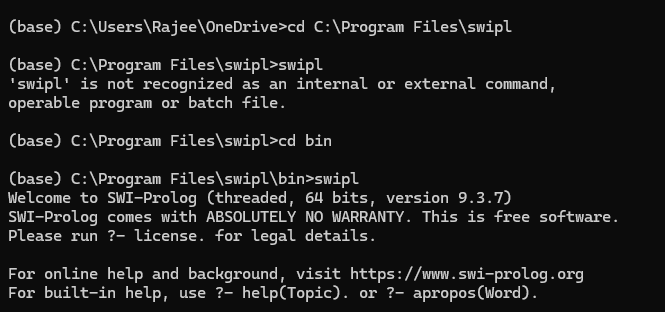 (base) C:\Users\Rajee\OneDrive>cd C:\Program Files\swipl
(base) C:\Program Files\swipl>swipl
'swipl' is not recognized as an internal or external command,
operable program or batch file.
(base) C:\Program Files\swipl>cd bin
(base) C:\Program Files\swipl\bin>swipl
Welcome to SWI-Prolog (threaded, 64 bits, version 9.3.7)
SWI-Prolog comes with ABSOLUTELY NO WARRANTY. This is free software.
Please run ?- license. for legal details.
For online help and background, visit https://www.swi-prolog.org
For built-in help, use ?- help(Topic). or ?- apropos(Word).